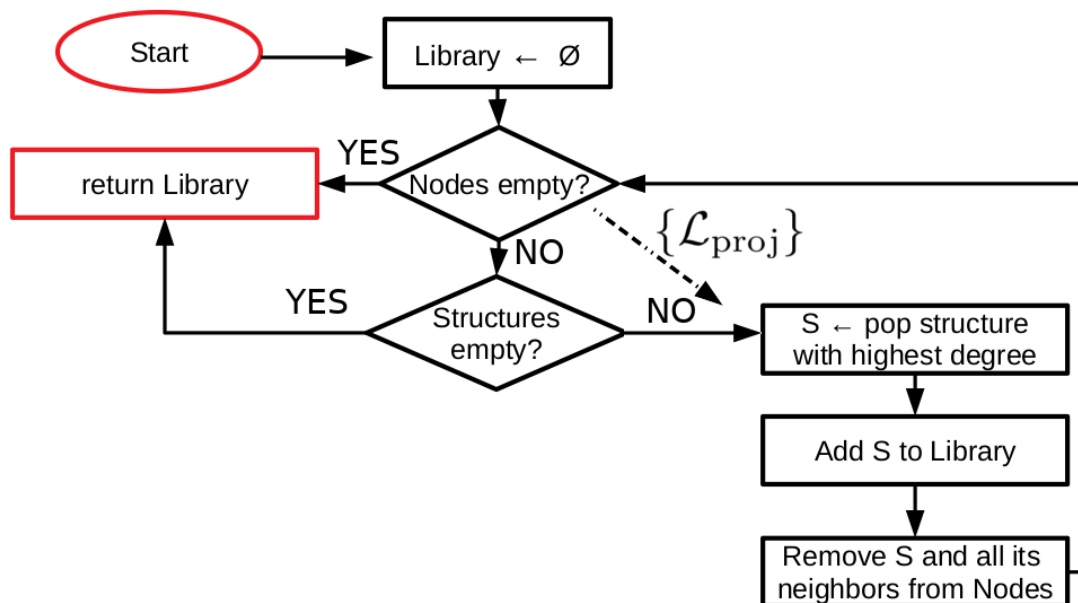 Start
Library ← Ø
YES
Nodes empty?
return Library
{ℒproj}
NO
YES
NO
Structures
empty?
S ← pop structure
with highest degree
Add S to Library
Remove S and all its
neighbors from Nodes